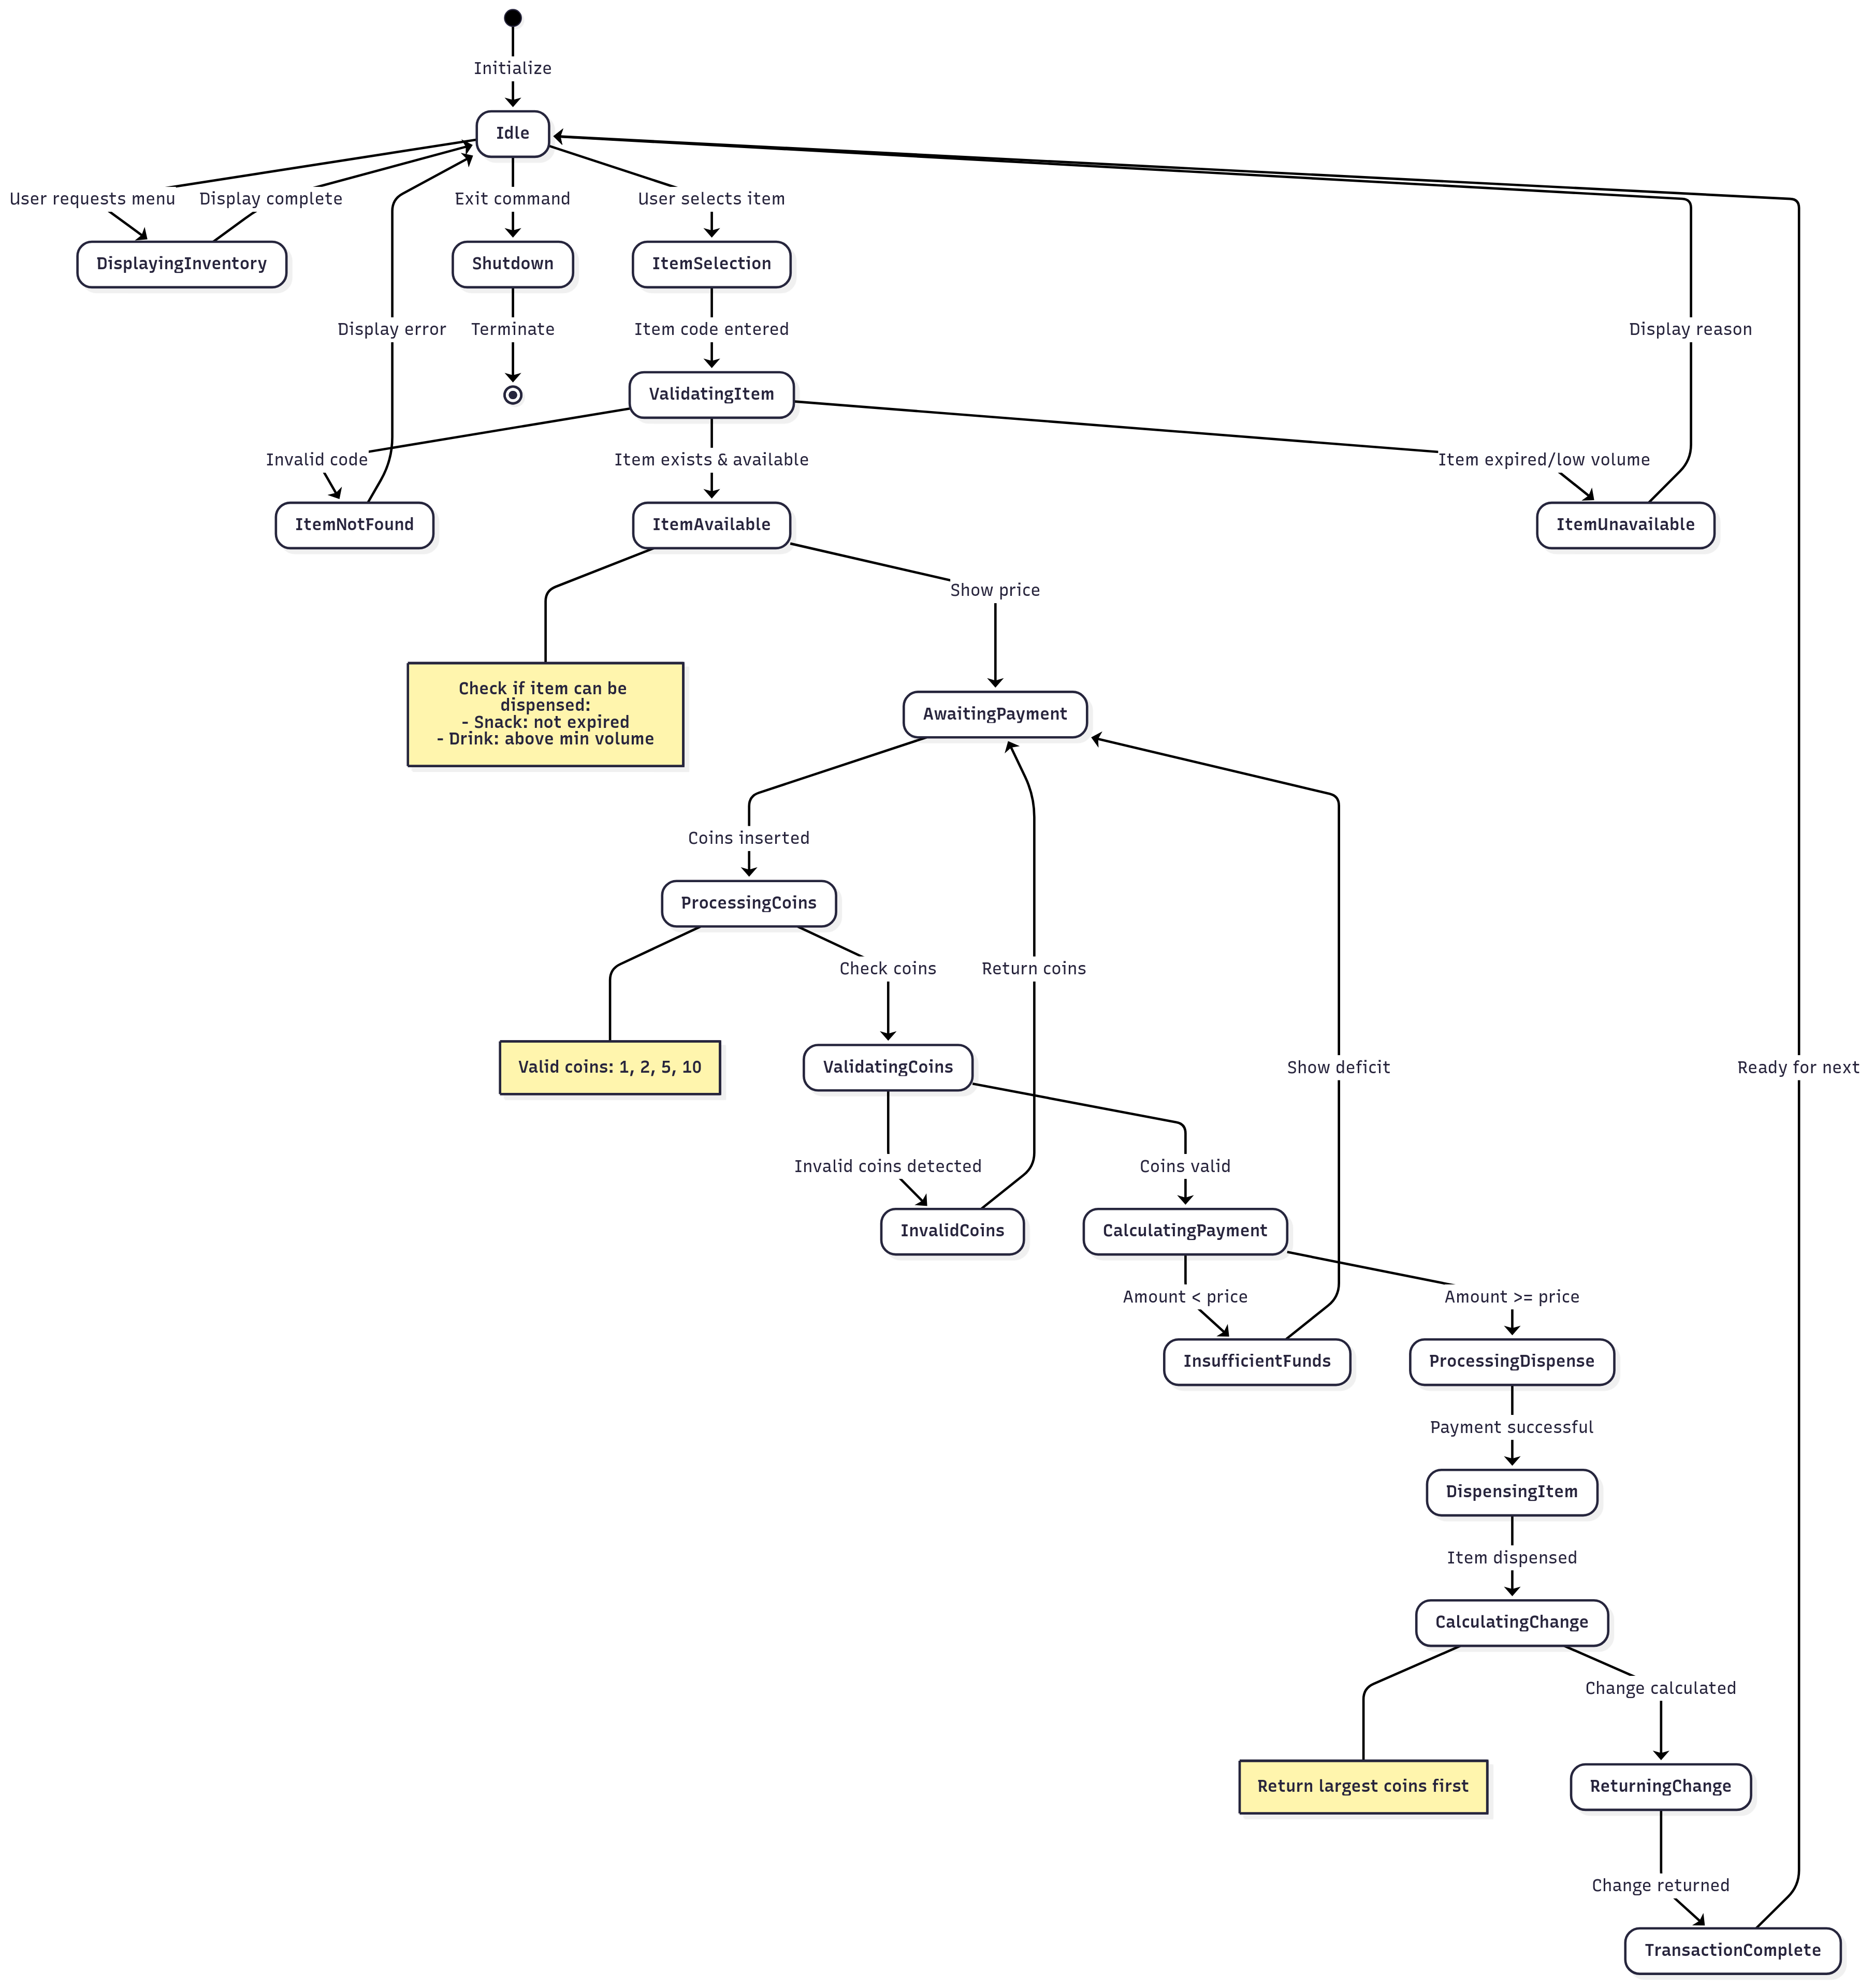 Initialize
Idle
User requests menu
Display complete
Exit command
User selects item
DisplayingInventory
Shutdown
ItemSelection
Display error
Terminate
Item code entered
Display reason
ValidatingItem
Invalid code
Item exists & available
Item expired/low volume
ItemNotFound
ItemAvailable
ItemUnavailable
Show price
Check if item can be
dispensed:
- Snack: not expired
- Drink: above min volume
AwaitingPayment
Coins inserted
ProcessingCoins
Check coins
Return coins
Valid coins: 1, 2, 5, 10
ValidatingCoins
Show deficit
Ready for next
Invalid coins detected
Coins valid
InvalidCoins
CalculatingPayment
Amount < price
Amount >= price
InsufficientFunds
ProcessingDispense
Payment successful
DispensingItem
Item dispensed
CalculatingChange
Change calculated
Return largest coins first
ReturningChange
Change returned
TransactionComplete